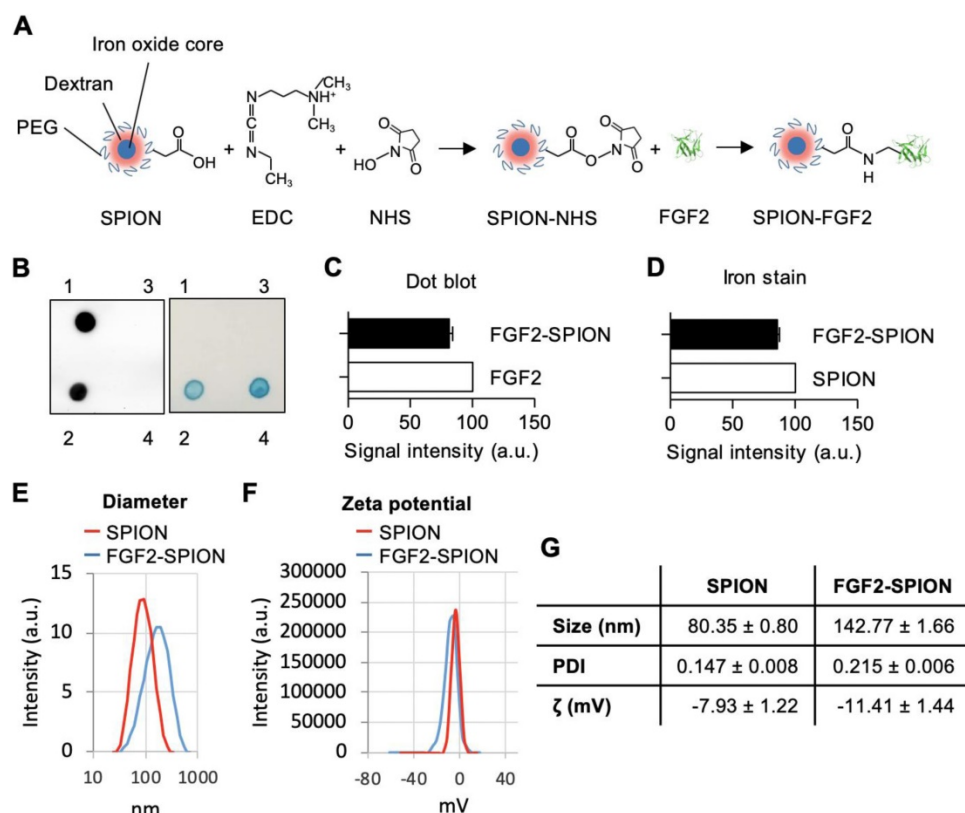 A
Iron oxide core
Dextran
PEG
O
OH
+
N
C
N
CH₃
NH⁺
CH₃
CH₃
+
O
N
HO
O
O
O
O
N
O
+
O
N
H
SPION
EDC
NHS
SPION-NHS
FGF2
SPION-FGF2
B
1 3 1 3
2 4 2 4
C
Dot blot
FGF2-SPION
FGF2
0 50 100 150
Signal intensity (a.u.)
D
Iron stain
FGF2-SPION
SPION
0 50 100 150
Signal intensity (a.u.)
E
Diameter
SPION
FGF2-SPION
Intensity (a.u.)
15
10
5
0
10 100 1000
nm
F
Zeta potential
SPION
FGF2-SPION
Intensity (a.u.)
300000
250000
200000
150000
100000
50000
0
-80 -40 0 40
mV
G
SPION FGF2-SPION
Size (nm) 80.35 ± 0.80 142.77 ± 1.66
PDI 0.147 ± 0.008 0.215 ± 0.006
ζ (mV) -7.93 ± 1.22 -11.41 ± 1.44